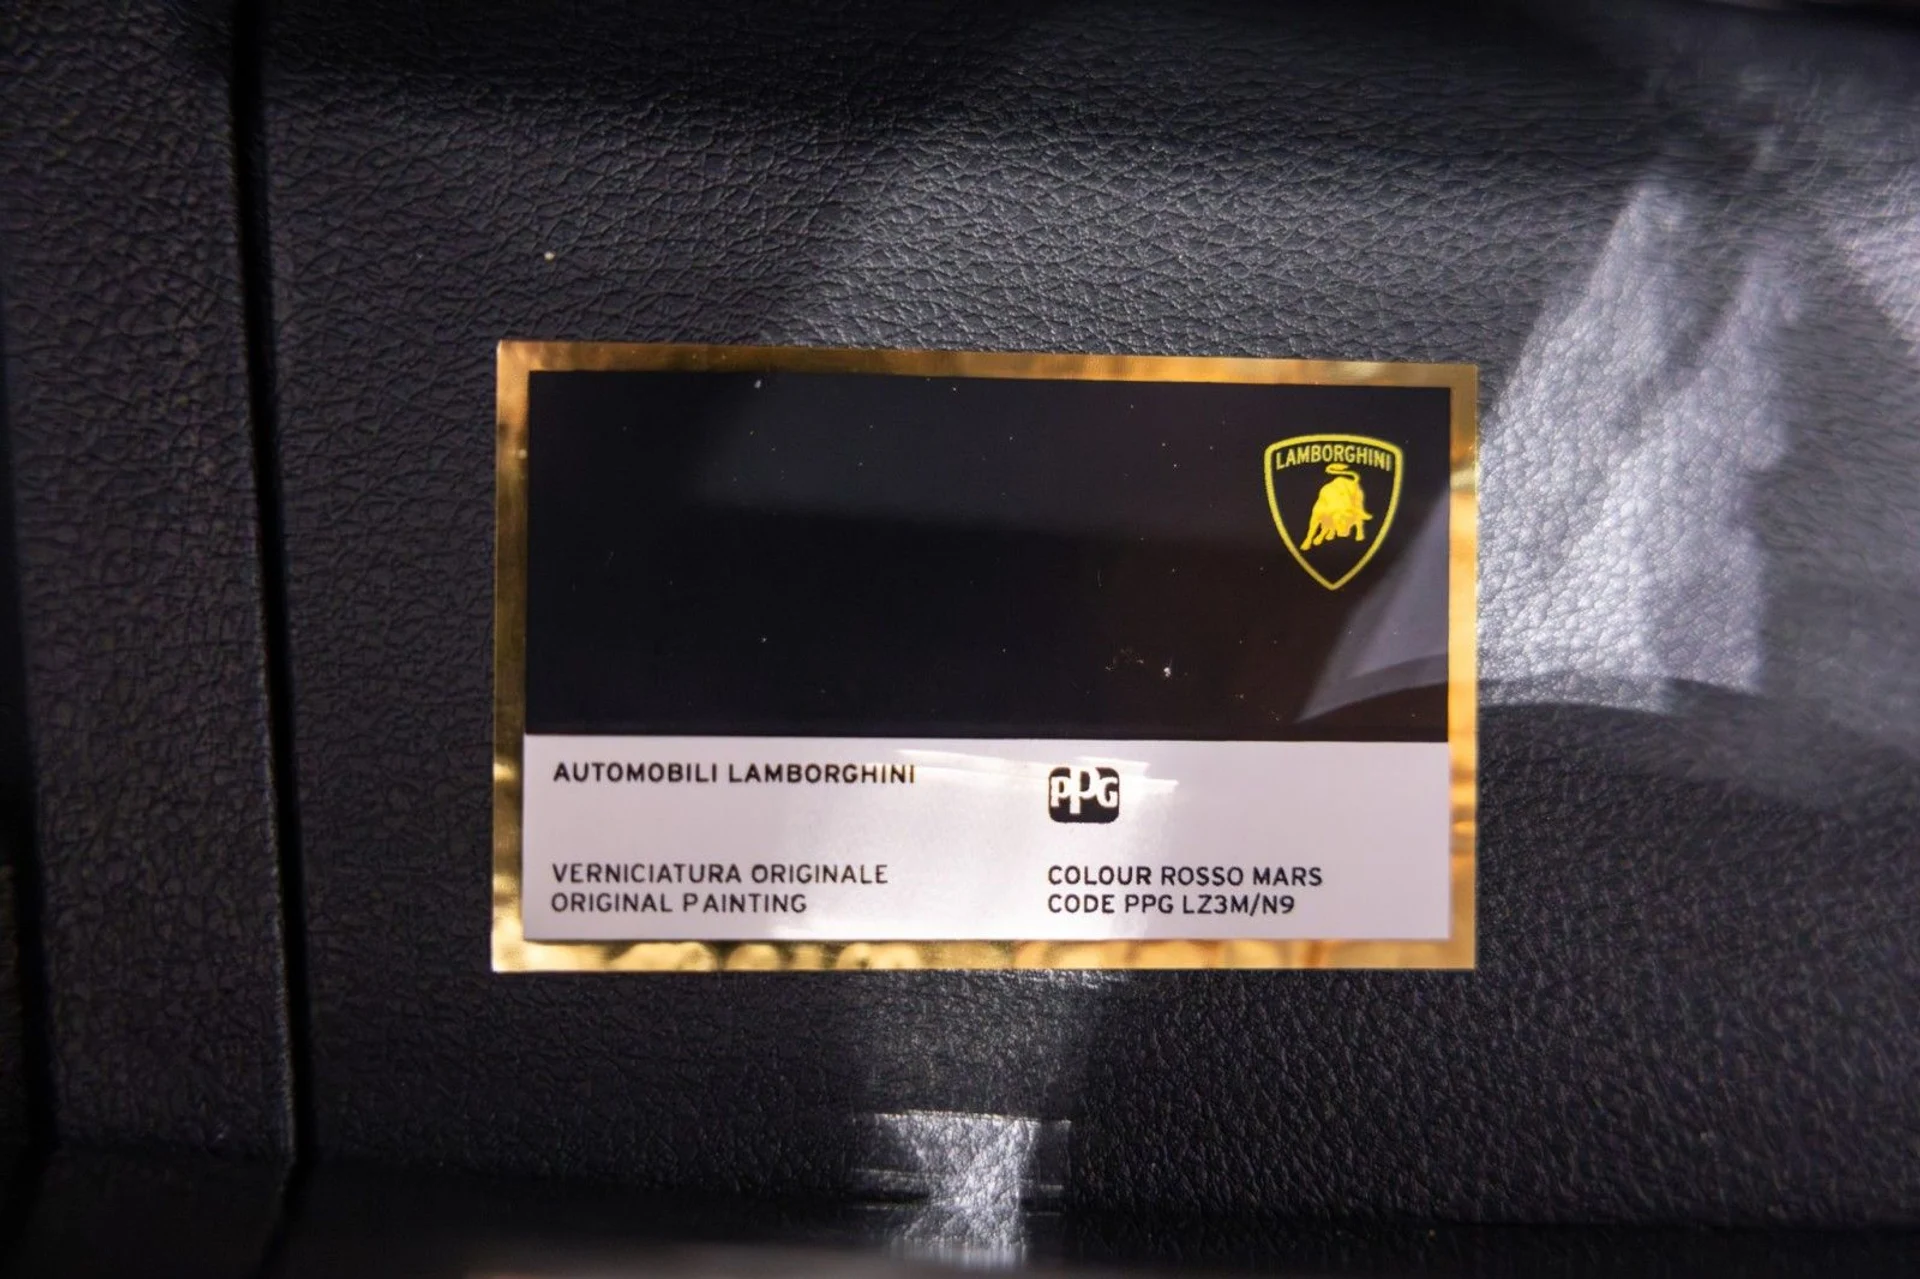 LAMBORGHINI
AUTOMOBILI LAMBORGHINI
PPG
VERNICIATURA ORIGINALE
ORIGINAL PAINTING
COLOUR ROSSO MARS
CODE PPG LZ3M/N9